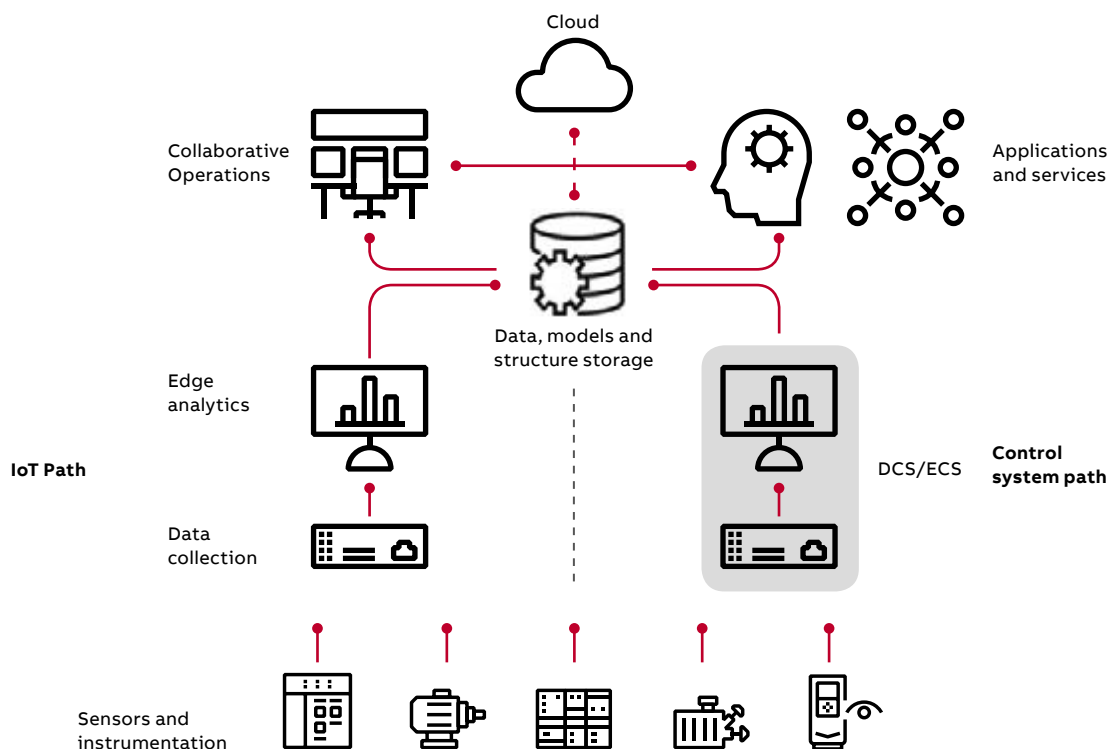 Cloud
Collaborative
Operations
Applications
and services
Data, models and
structure storage
Edge
analytics
IoT Path
DCS/ECS
Control
system path
Data
collection
Sensors and
instrumentation